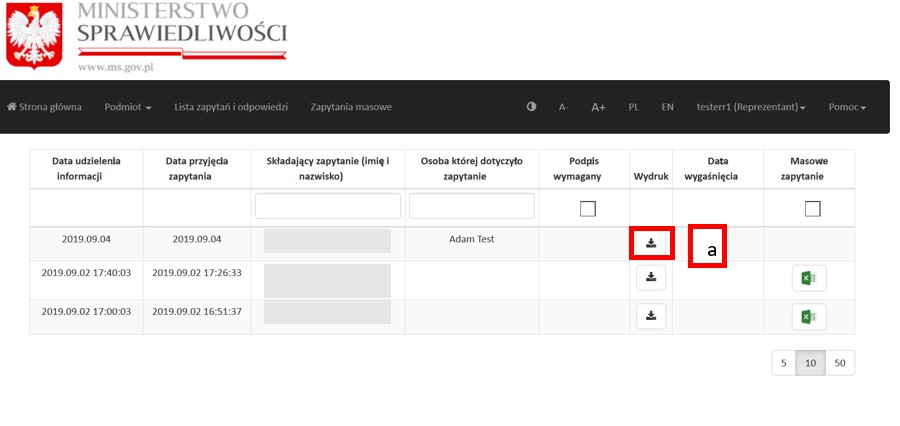 MINISTERSTWO
SPRAWIEDLIWOŚCI
www.ms.gov.pl
Strona główna Podmiot Lista zapytań i odpowiedzi Zapytania masowe A- A+ PL EN testerr1 (Reprezentant) Pomoc
Data udzielenia Data przyjęcia Składający zapytanie (imię i Osoba której dotyczyło Podpis Data Masowe
informacji zapytania nazwisko) zapytanie wymagany Wydruk wygaśnięcia zapytanie
2019.09.04 2019.09.04 Adam Test
a
2019.09.02 17:40:03 2019.09.02 17:26:33
2019.09.02 17:00:03 2019.09.02 16:51:37
5 10 50